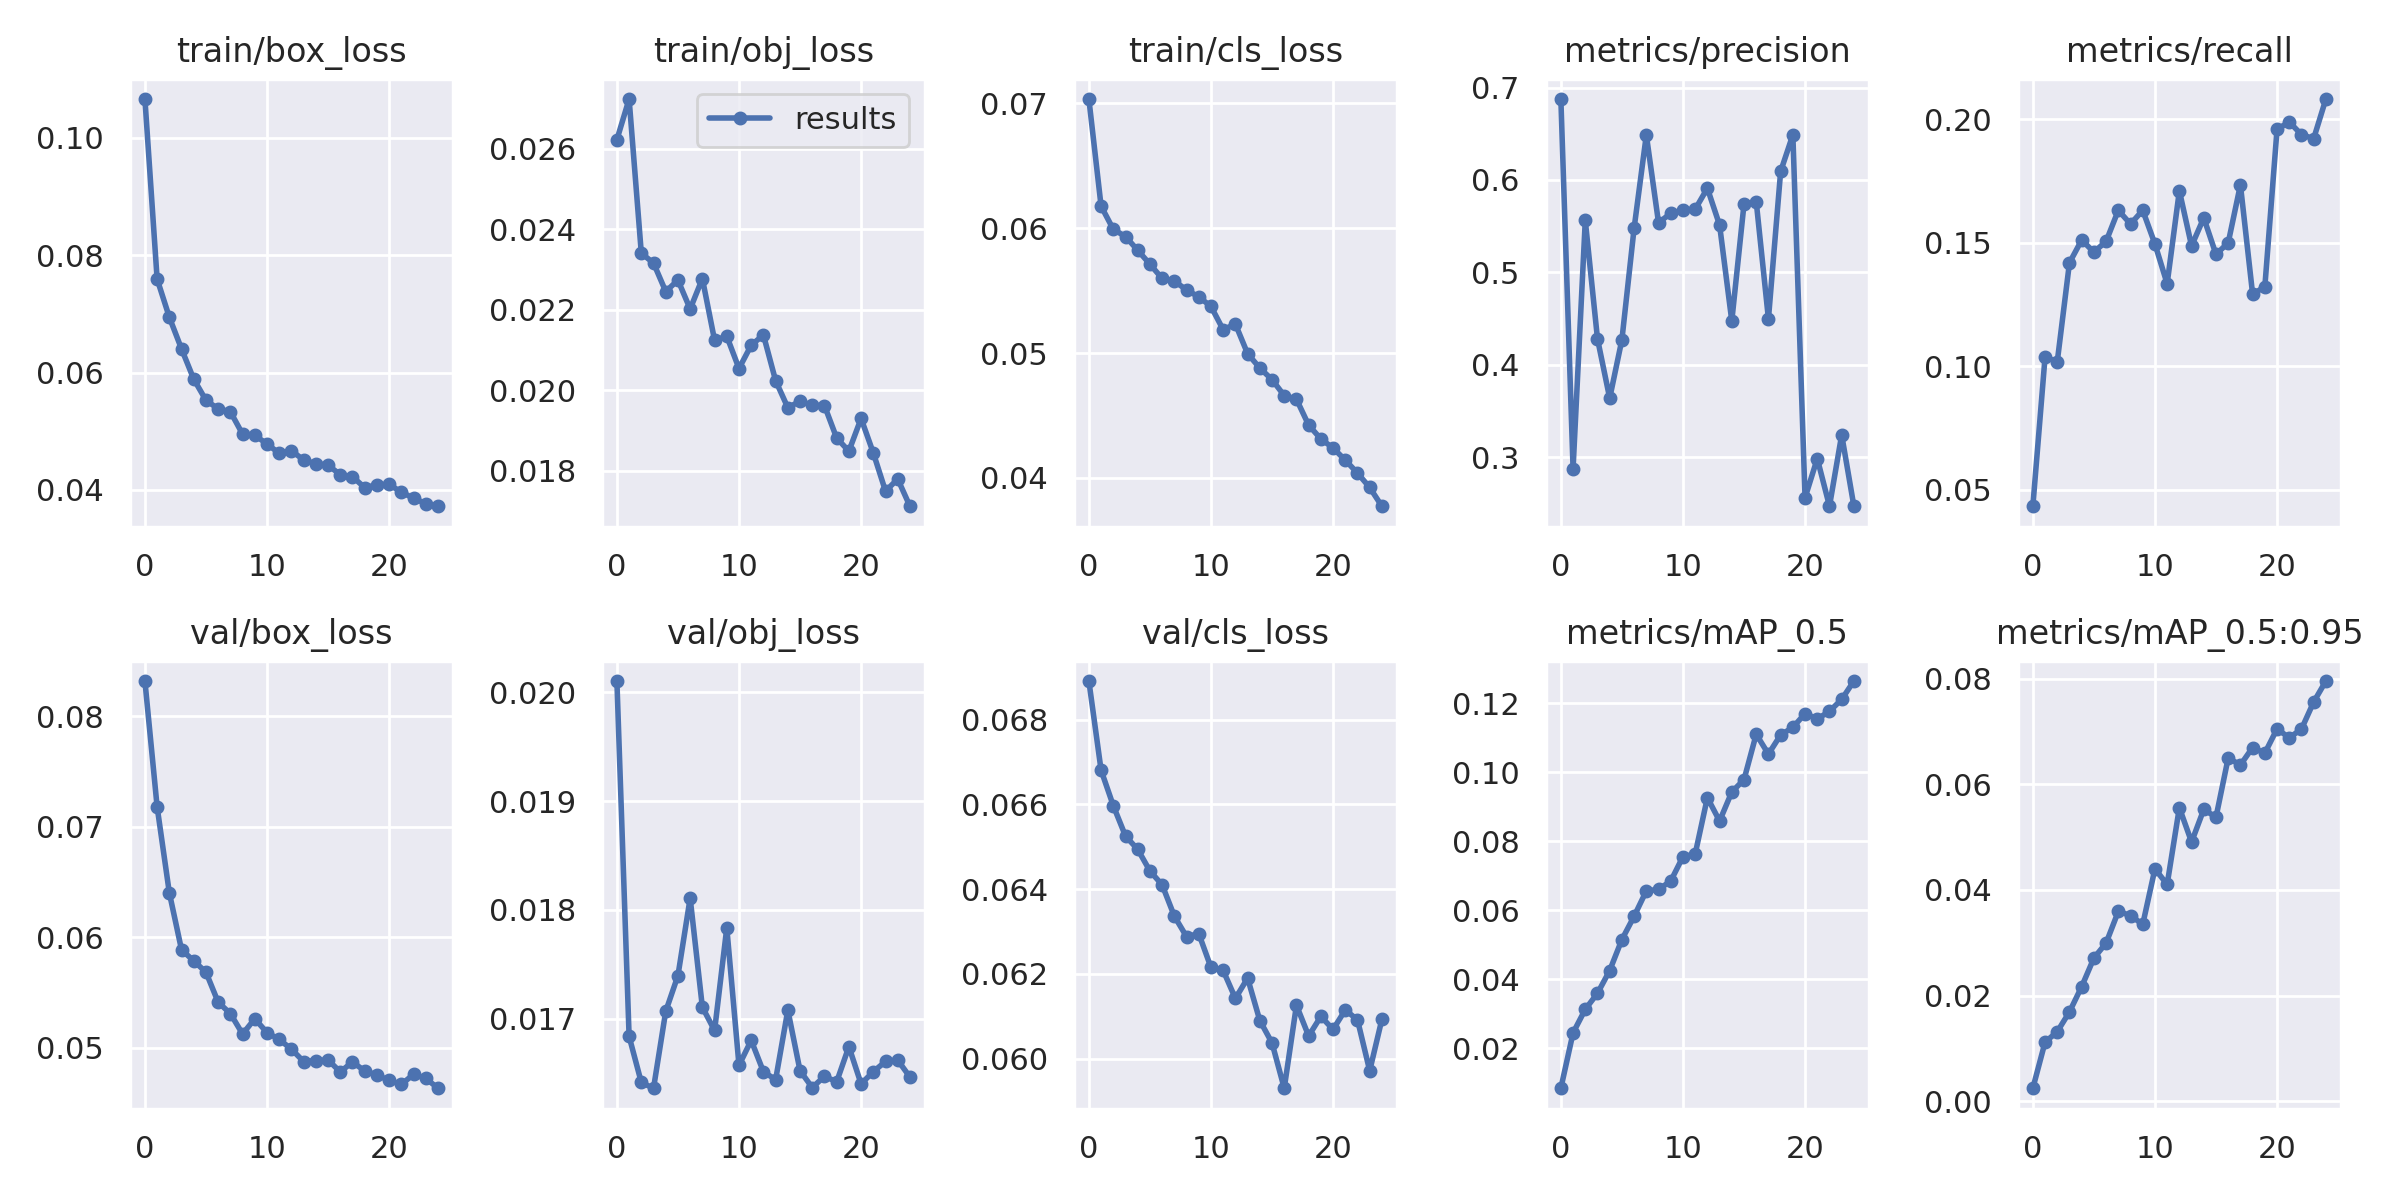 train/box_loss
train/obj_loss
train/cls_loss
metrics/precision
metrics/recall
0.10
0.08
0.06
0.04
0 10 20
results
0.026
0.024
0.022
0.020
0.018
0 10 20
0.07
0.06
0.05
0.04
0 10 20
0.7
0.6
0.5
0.4
0.3
0 10 20
0.20
0.15
0.10
0.05
0 10 20
val/box_loss
val/obj_loss
val/cls_loss
metrics/mAP_0.5
metrics/mAP_0.5:0.95
0.08
0.07
0.06
0.05
0 10 20
0.020
0.019
0.018
0.017
0 10 20
0.068
0.066
0.064
0.062
0.060
0 10 20
0.12
0.10
0.08
0.06
0.04
0.02
0 10 20
0.08
0.06
0.04
0.02
0.00
0 10 20